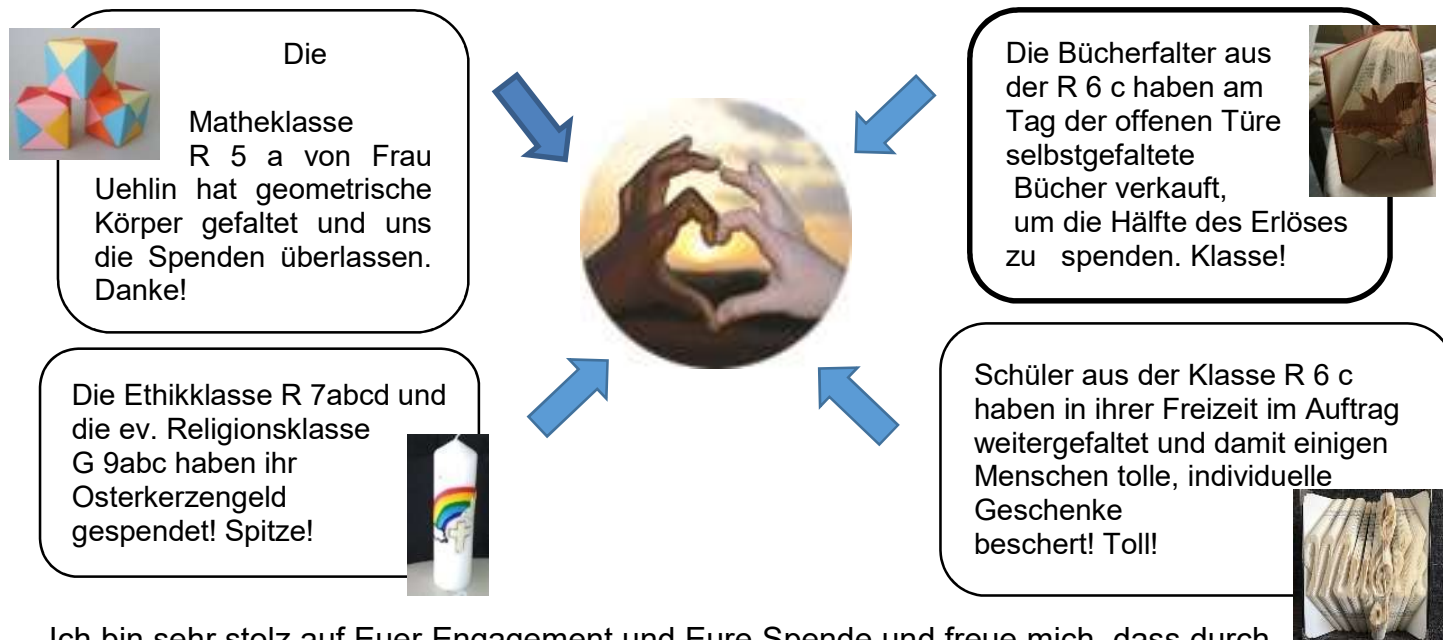 Die
Matheklasse
R 5 a von Frau
Uehlin hat geometrische
Körper gefaltet und uns
die Spenden überlassen.
Danke!
Die Bücherfalter aus
der R 6 c haben am
Tag der offenen Türe
selbstgefaltete
Bücher verkauft,
um die Hälfte des Erlöses
zu spenden. Klasse!
Die Ethikklasse R 7abcd und
die ev. Religionsklasse
G 9abc haben ihr
Osterkerzengeld
gespendet! Spitze!
Schüler aus der Klasse R 6 c
haben in ihrer Freizeit im Auftrag
weitergefaltet und damit einigen
Menschen tolle, individuelle
Geschenke
beschert! Toll!
Ich bin sehr stolz auf Euer Engagement und Eure Spende und freue mich, dass durch